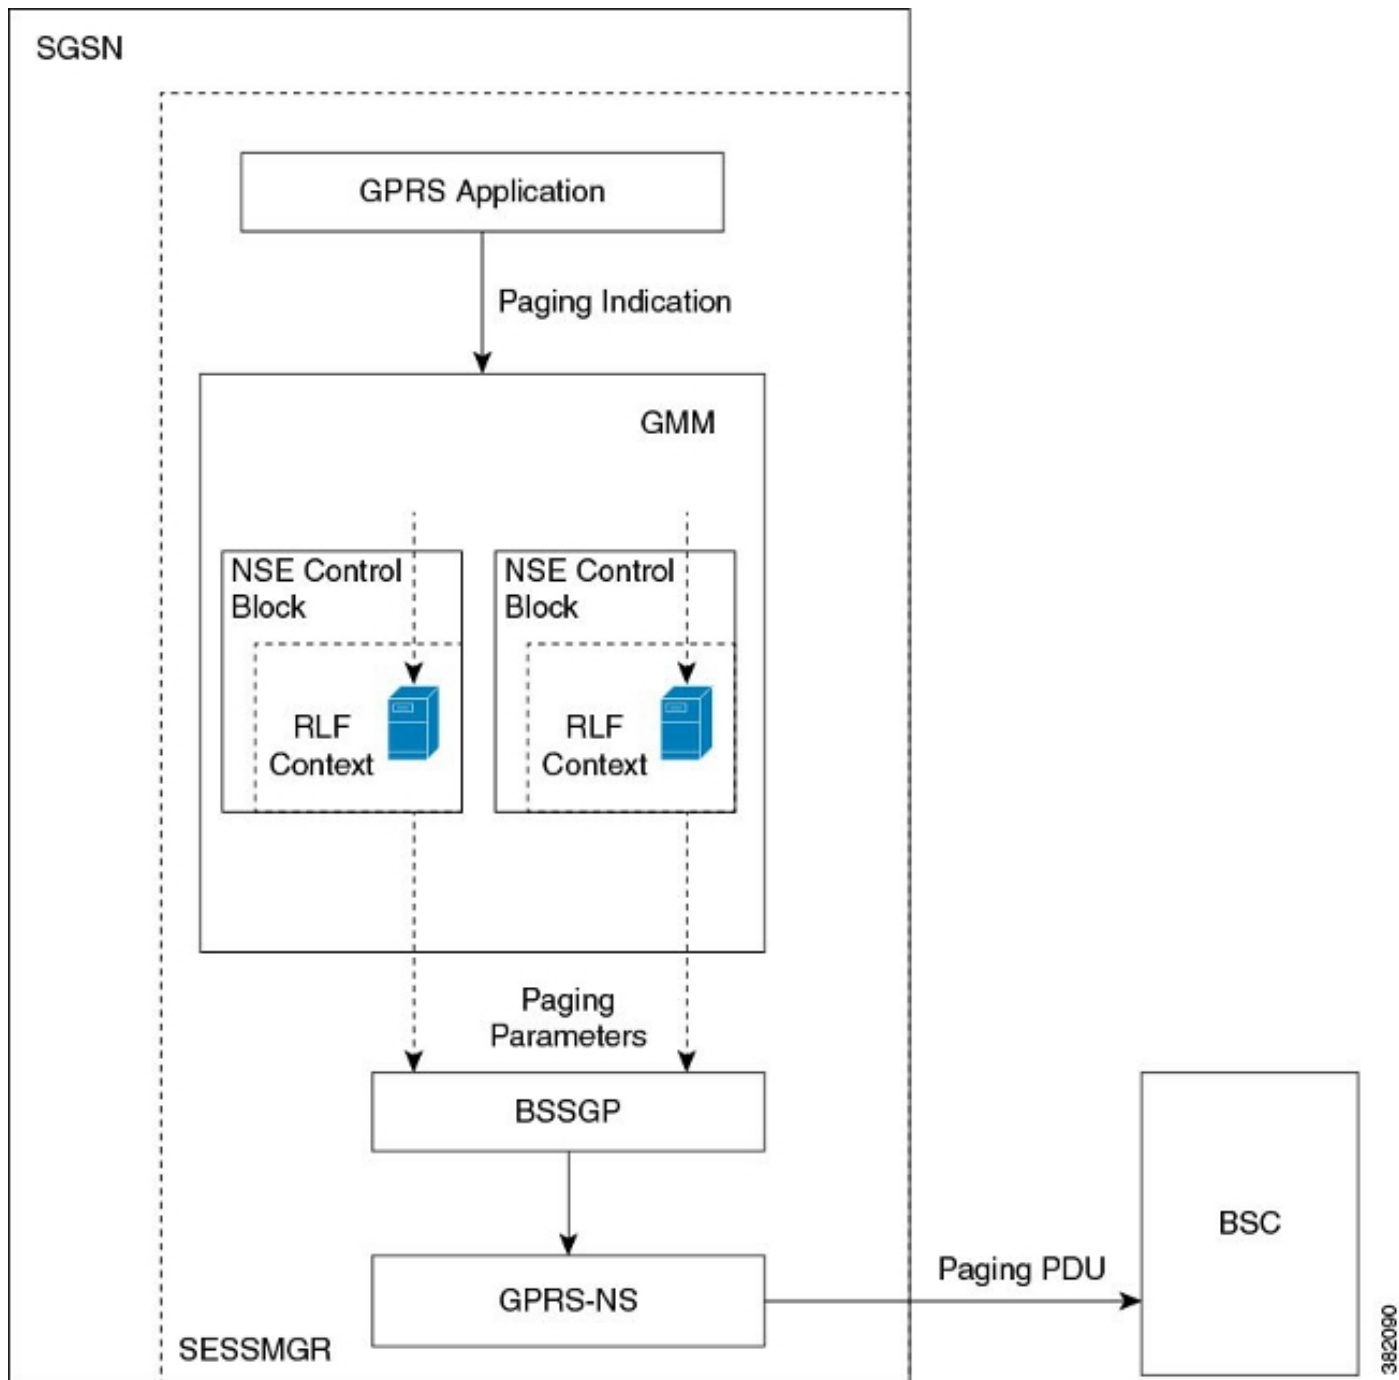 SGSN
GPRS Application
Paging Indication
GMM
NSE Control
Block
NSE Control
Block
RLF
Context
RLF
Context
Paging
Parameters
BSSGP
BSC
Paging PDU
GPRS-NS
SESSMGR
382090